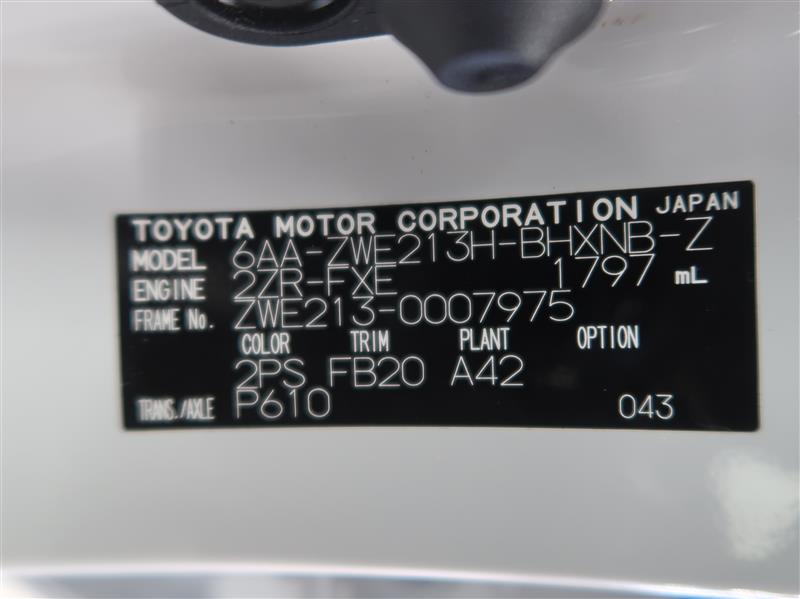 TOYOTA MOTOR CORPORATION JAPAN
MODEL 6AA-ZWE213H-BHXNB-Z
ENGINE 2ZR-FXE 1797 mL
FRAME No. ZWE213-0007975
COLOR TRIM PLANT OPTION
2PS FB20 A42
TRANS./AXLE P610 043